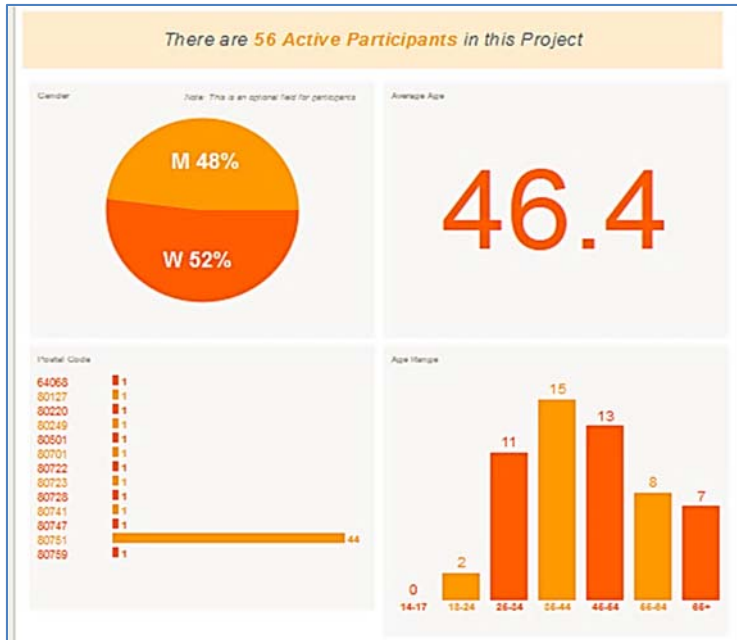 There are 56 Active Participants in this Project
Gender
Note: This is an optional field for participants
M 48%
W 52%
Average Age
46.4
Postal Code
64068 1
80127 1
80220 1
80249 1
80501 1
80701 1
80722 1
80723 1
80728 1
80741 1
80747 1
80751 44
80759 1
Age Range
0 2 11 15 13 8 7
14-17 18-24 25-34 35-44 45-54 55-64 65+